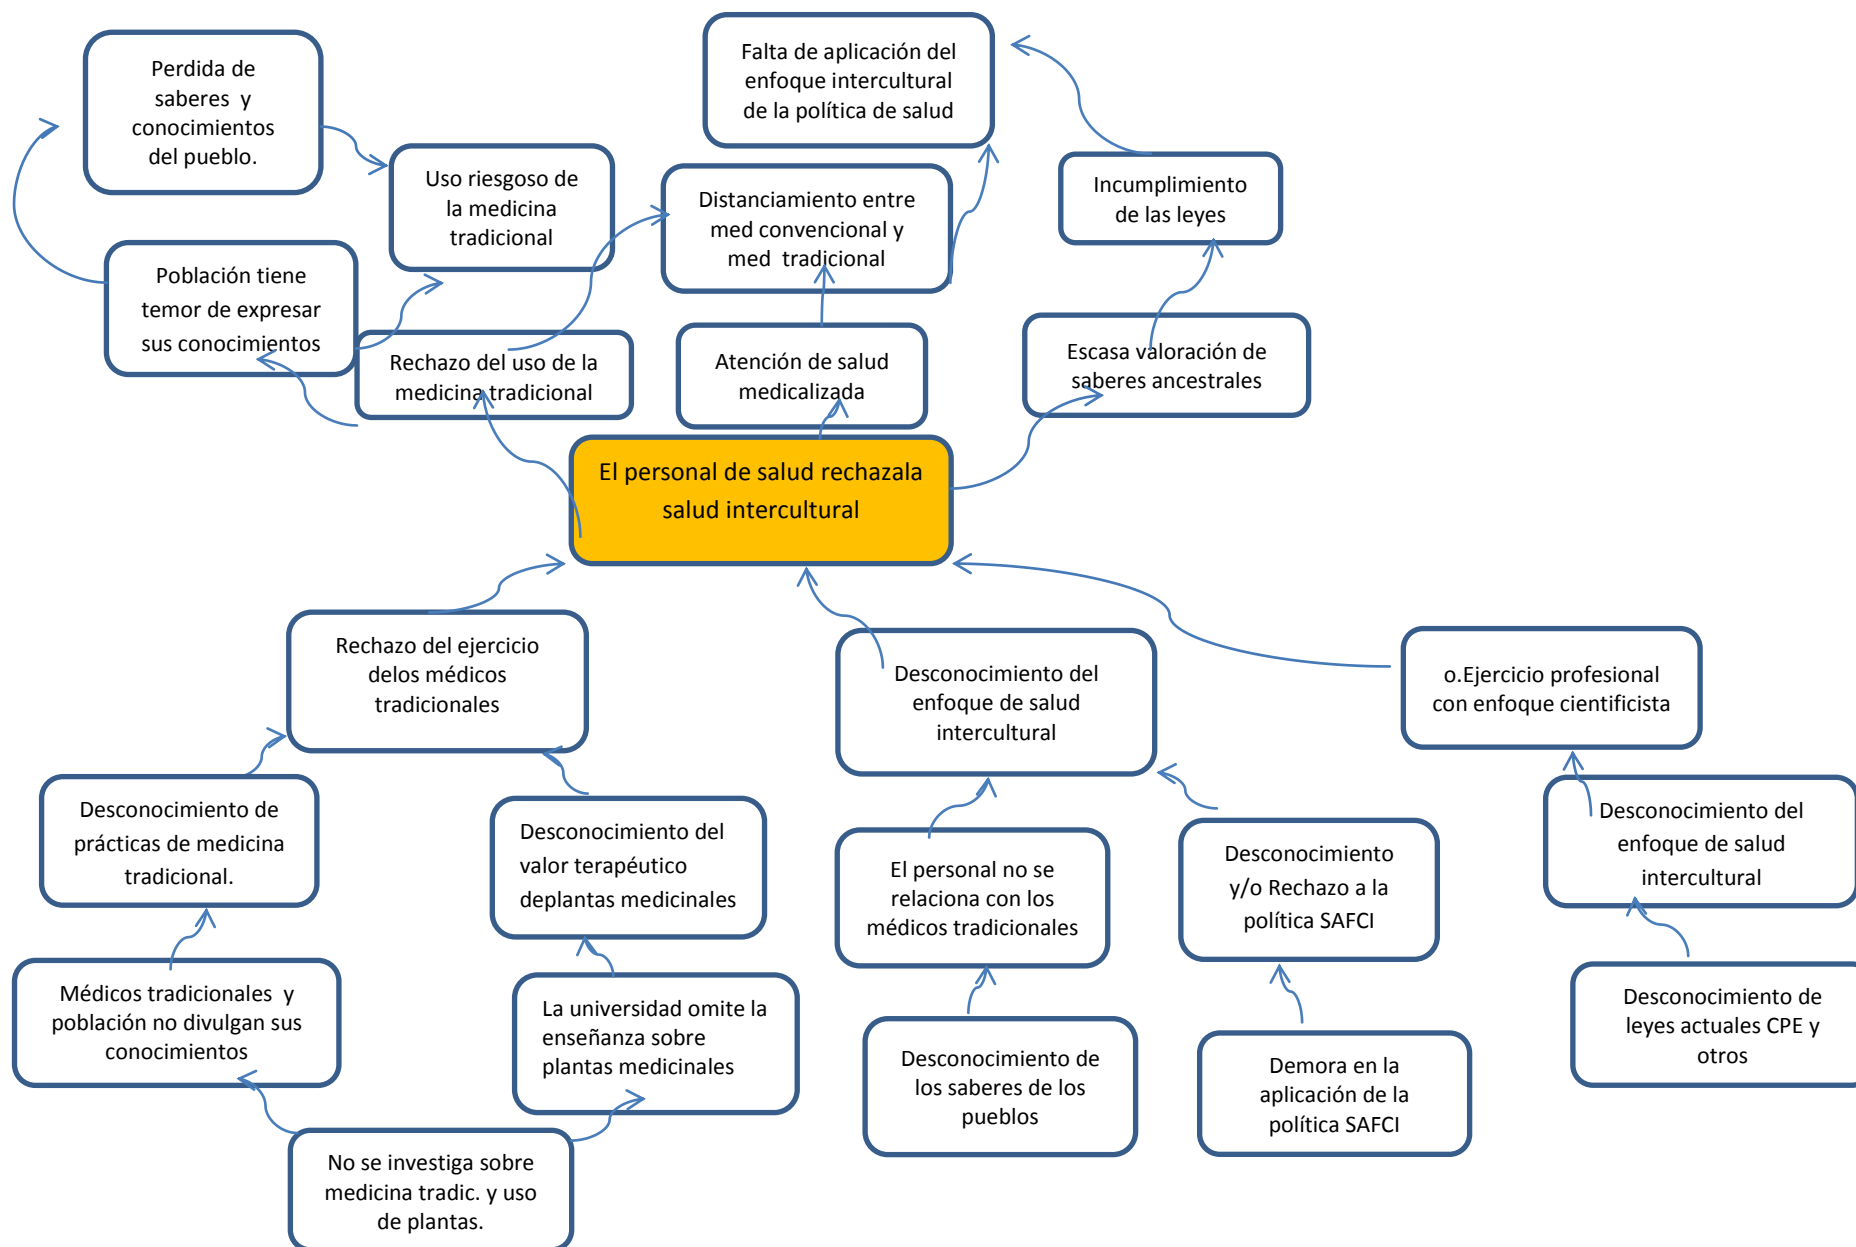 Perdida de
saberes y
conocimientos
del pueblo.
Falta de aplicación del
enfoque intercultural
de la política de salud
Uso riesgoso de
la medicina
tradicional
Distanciamiento entre
med convencional y
med tradicional
Incumplimiento
de las leyes
Población tiene
temor de expresar
sus conocimientos
Rechazo del uso de la
medicina tradicional
Atención de salud
medicalizada
Escasa valoración de
saberes ancestrales
El personal de salud rechazala
salud intercultural
Rechazo del ejercicio
delos médicos
tradicionales
Desconocimiento del
enfoque de salud
intercultural
o.Ejercicio profesional
con enfoque cientificista
Desconocimiento de
prácticas de medicina
tradicional.
Desconocimiento del
valor terapéutico
deplantas medicinales
El personal no se
relaciona con los
médicos tradicionales
Desconocimiento
y/o Rechazo a la
política SAFCI
Desconocimiento del
enfoque de salud
intercultural
Médicos tradicionales y
población no divulgan sus
conocimientos
La universidad omite la
enseñanza sobre
plantas medicinales
Desconocimiento de
los saberes de los
pueblos
Demora en la
aplicación de la
política SAFCI
Desconocimiento de
leyes actuales CPE y
otros
No se investiga sobre
medicina tradic. y uso
de plantas.